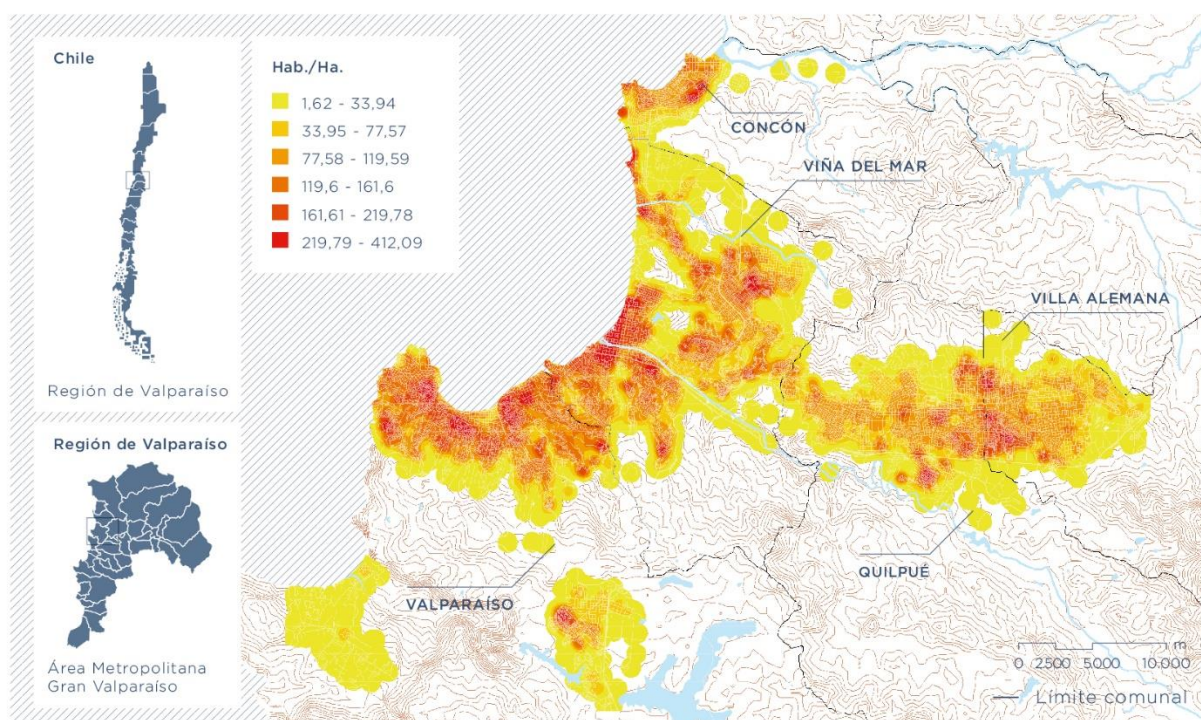 Chile
Región de Valparaíso
Región de Valparaíso
Área Metropolitana
Gran Valparaíso
Hab./Ha.
1,62 - 33,94
33,95 - 77,57
77,58 - 119,59
119,6 - 161,6
161,61 - 219,78
219,79 - 412,09
CONCÓN
VIÑA DEL MAR
VILLA ALEMANA
QUILPUÉ
VALPARAÍSO
m
0 2500 5000 10.000
Límite comunal